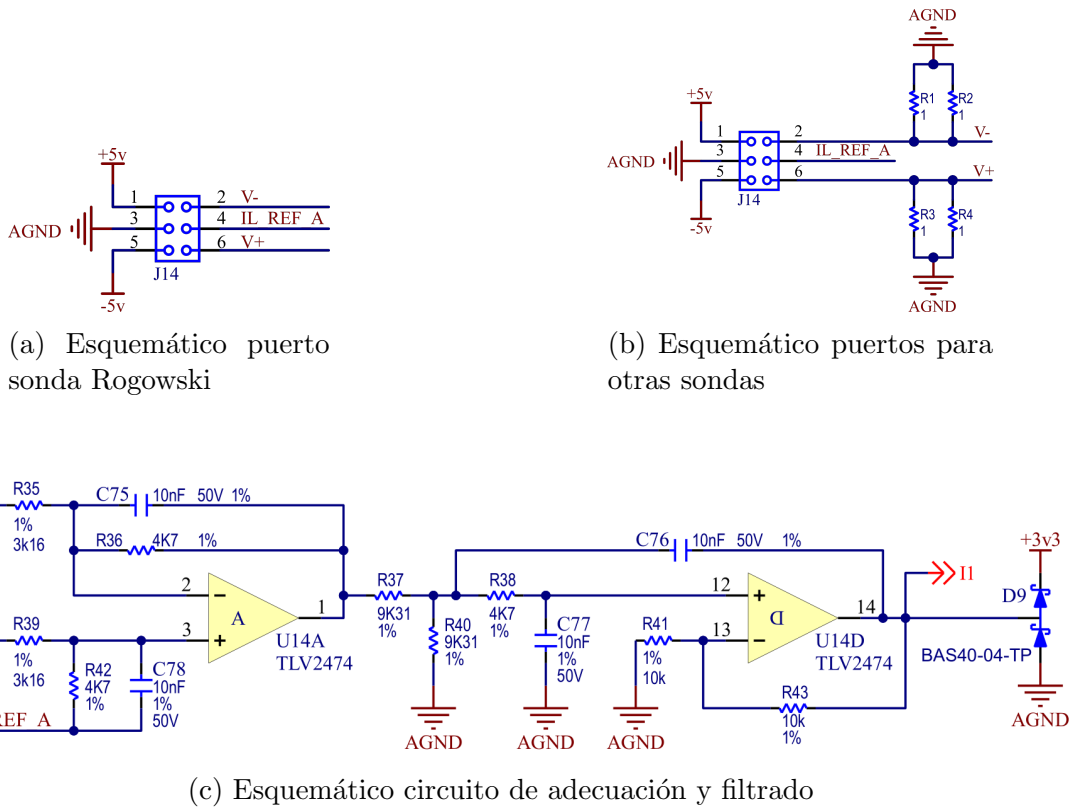 +5v
1
2
V-
AGND
3
4
IL_REF_A
5
6
V+
J14
-5v
(a) Esquemático puerto
sonda Rogowski
AGND
R1
1
R2
1
+5v
1
2
V-
AGND
3
4
IL_REF_A
5
6
V+
J14
-5v
R3
1
R4
1
AGND
(b) Esquemático puertos para
otras sondas
R35
1%
3k16
C75
10nF 50V 1%
R36
4K7 1%
2
A
1
3
U14A
TLV2474
R39
1%
3k16
R42
4K7
1%
C78
10nF
1%
50V
REF_A
R37
9K31
1%
R40
9K31
1%
AGND
C76
10nF 50V 1%
R38
4K7
1%
C77
10nF
1%
50V
AGND
R41
1%
10k
AGND
12
13
D
14
U14D
TLV2474
R43
10k
1%
I1
+3v3
D9
BAS40-04-TP
AGND
(c) Esquemático circuito de adecuación y filtrado